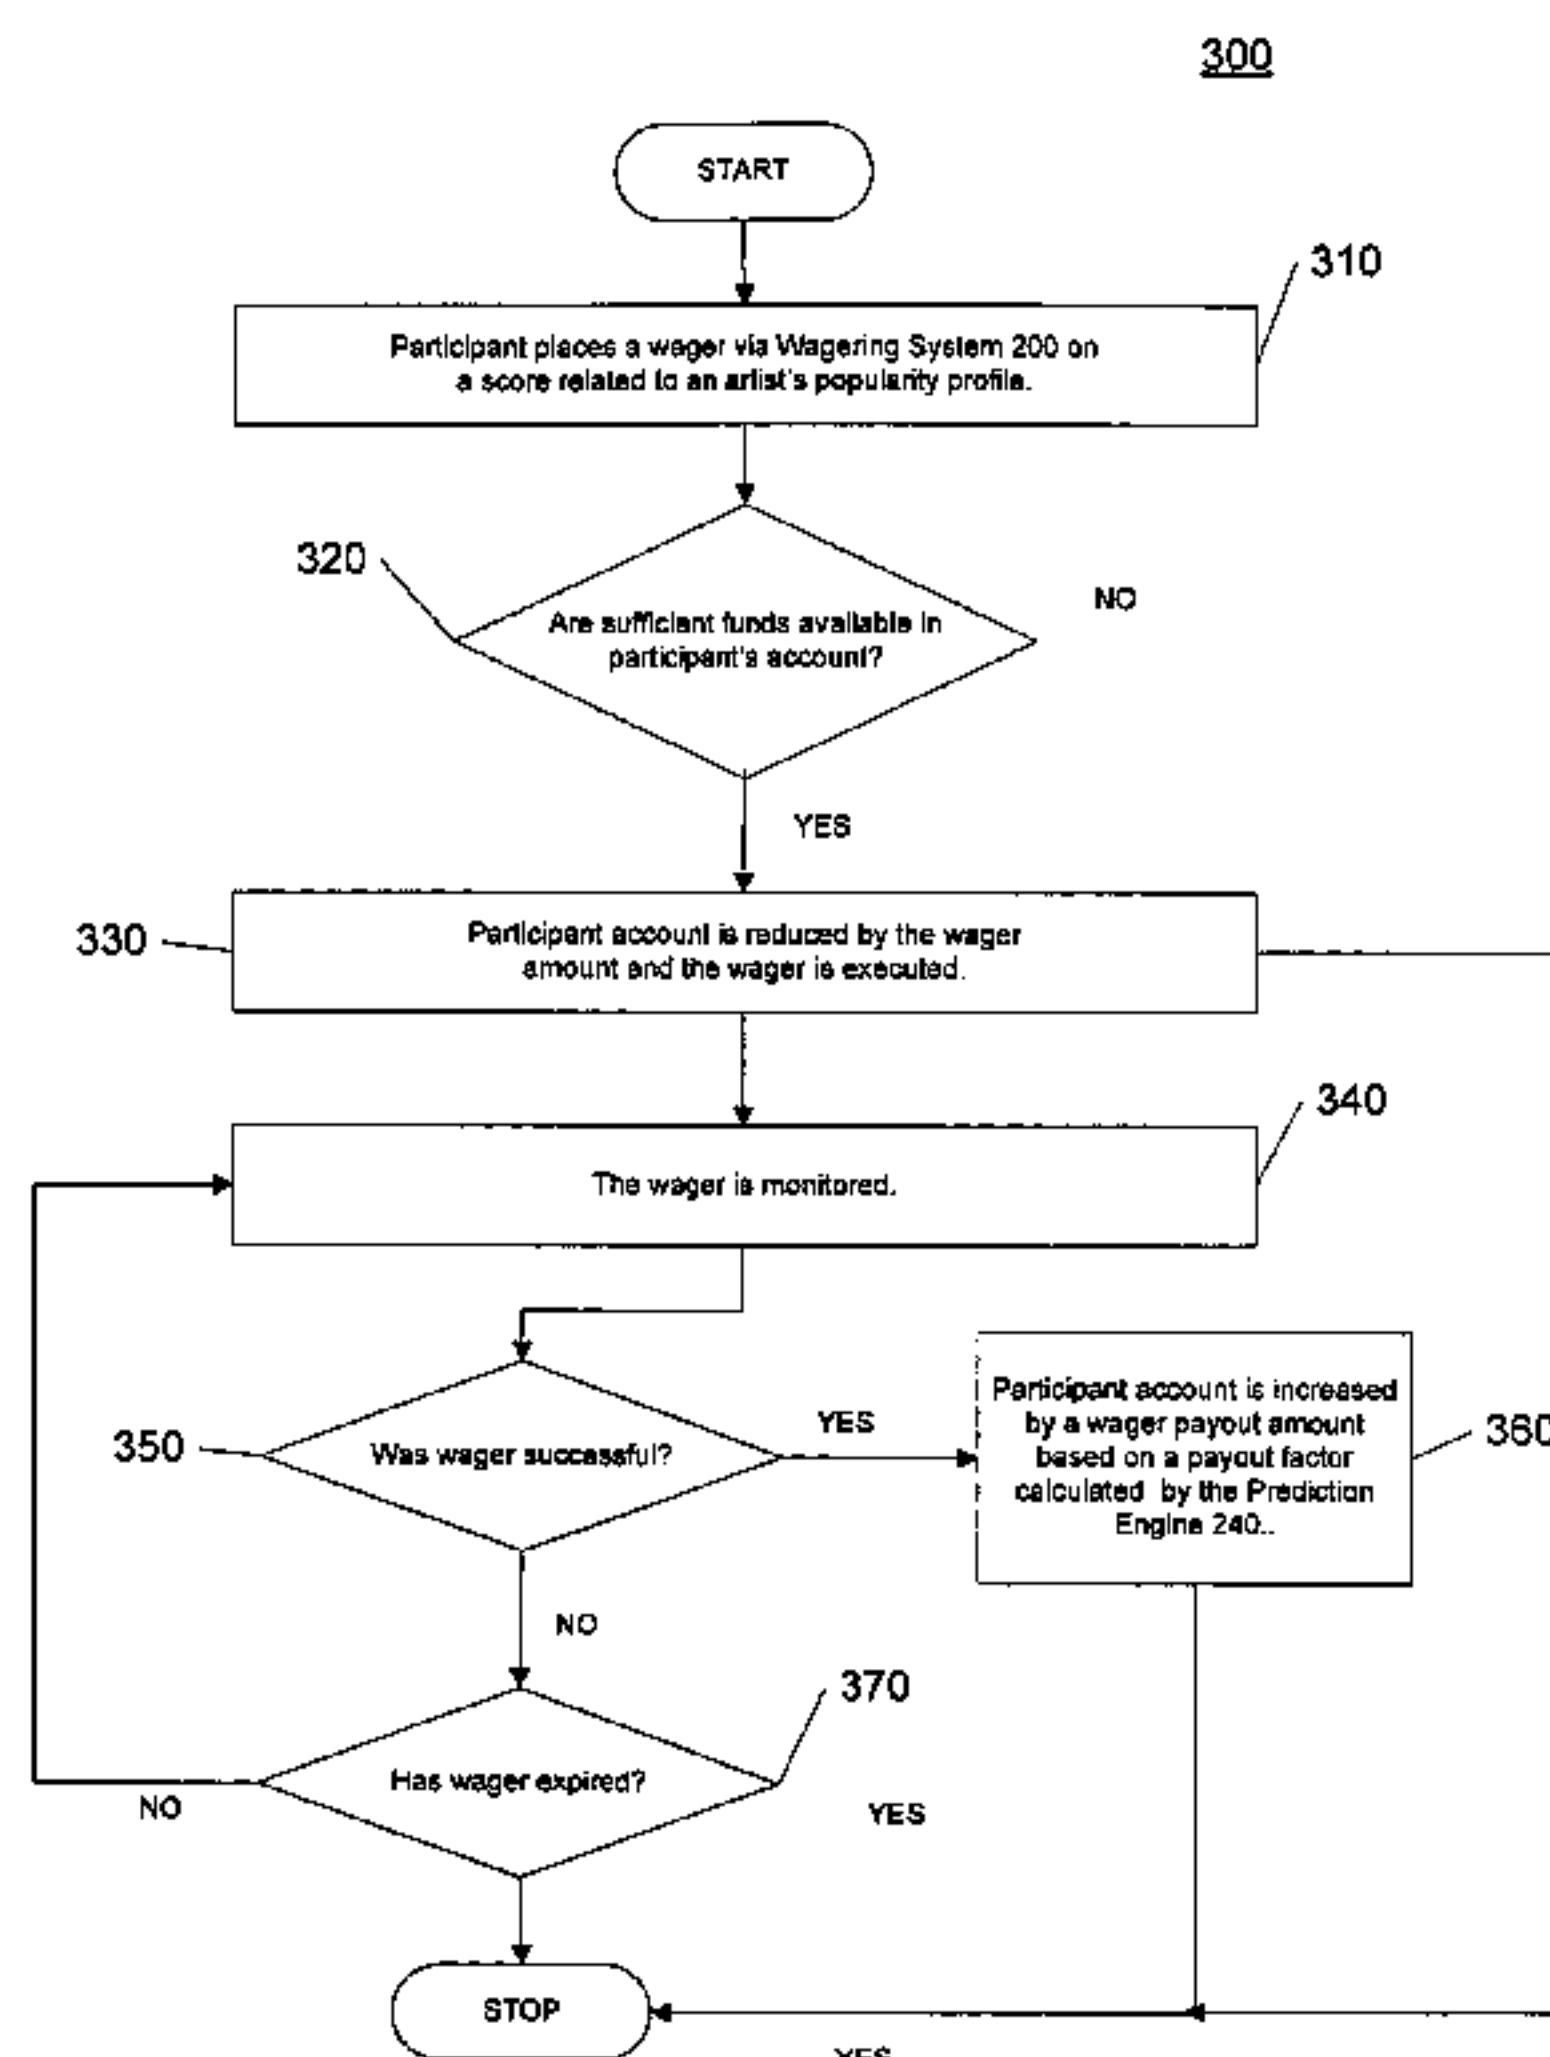 300
START
310
Participant places a wager via Wagering System 200 on
a score related to an artist's popularity profile.
320
NO
Are sufficient funds available in
participant's account?
YES
330
Participant account is reduced by the wager
amount and the wager is executed.
340
The wager is monitored.
350
Was wager successful?
YES
Participant account is increased
by a wager payout amount
based on a payout factor
calculated by the Prediction
Engine 240..
360
NO
370
Has wager expired?
NO
YES
STOP
YES